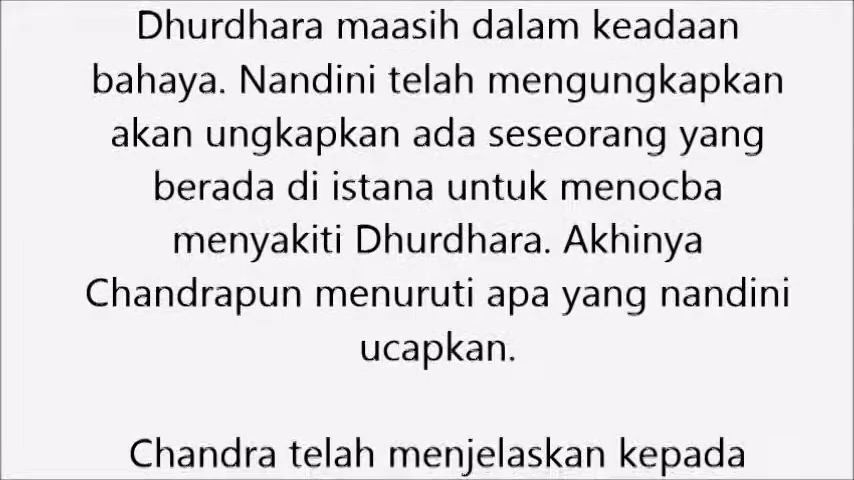 Dhurdhara maasih dalam keadaan
bahaya. Nandini telah mengungkapkan
akan ungkapkan ada seseorang yang
berada di istana untuk menocba
menyakiti Dhurdhara. Akhinya
Chandrapun menuruti apa yang nandini
ucapkan.
Chandra telah menjelaskan kepada